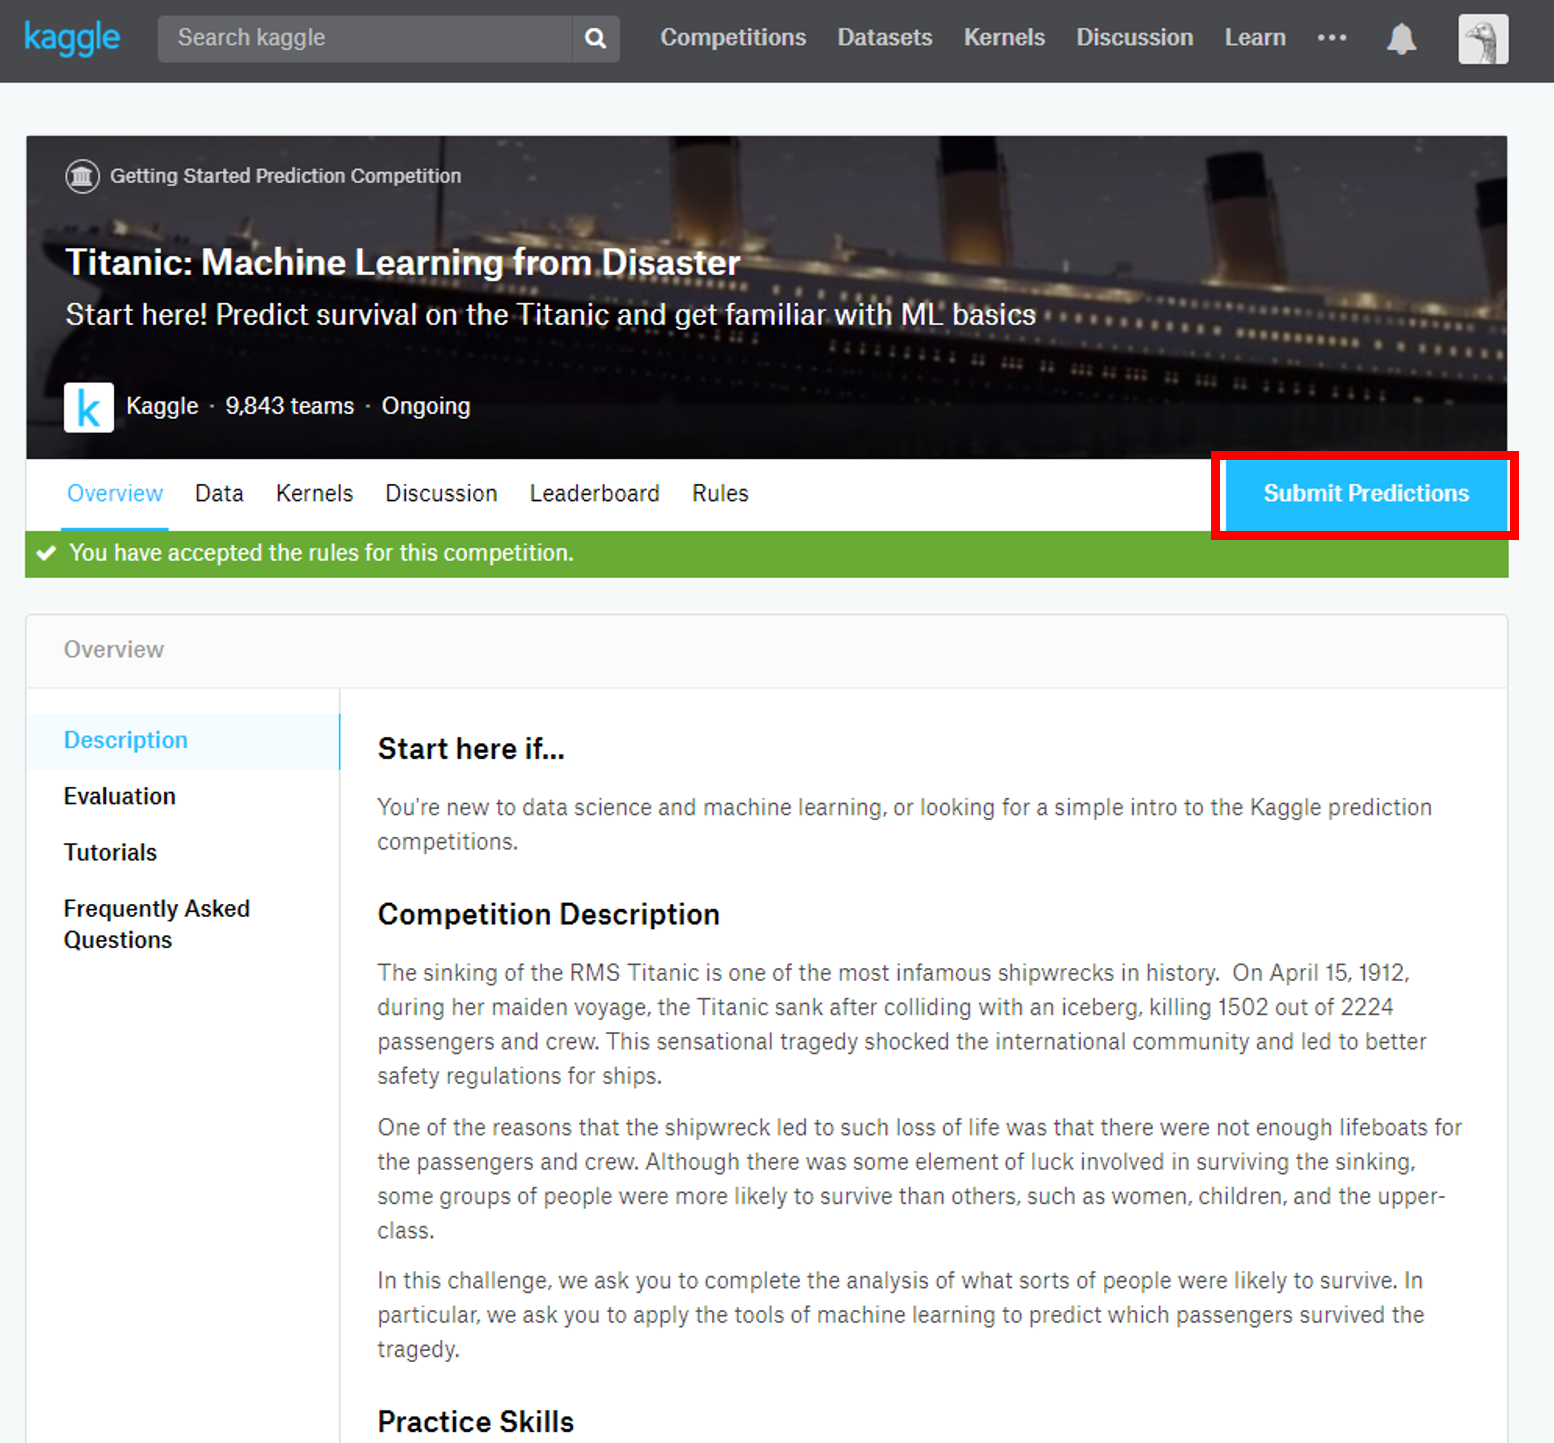 kaggle
Search kaggle
Competitions
Datasets
Kernels
Discussion
Learn
Getting Started Prediction Competition
Titanic: Machine Learning from Disaster
Start here! Predict survival on the Titanic and get familiar with ML basics
k
Kaggle · 9,843 teams · Ongoing
Overview
Data
Kernels
Discussion
Leaderboard
Rules
Submit Predictions
You have accepted the rules for this competition.
Overview
Description
Evaluation
Tutorials
Frequently Asked
Questions
Start here if...
You're new to data science and machine learning, or looking for a simple intro to the Kaggle prediction
competitions.
Competition Description
The sinking of the RMS Titanic is one of the most infamous shipwrecks in history.  On April 15, 1912,
during her maiden voyage, the Titanic sank after colliding with an iceberg, killing 1502 out of 2224
passengers and crew. This sensational tragedy shocked the international community and led to better
safety regulations for ships.
One of the reasons that the shipwreck led to such loss of life was that there were not enough lifeboats for
the passengers and crew. Although there was some element of luck involved in surviving the sinking,
some groups of people were more likely to survive than others, such as women, children, and the upper-
class.
In this challenge, we ask you to complete the analysis of what sorts of people were likely to survive. In
particular, we ask you to apply the tools of machine learning to predict which passengers survived the
tragedy.
Practice Skills